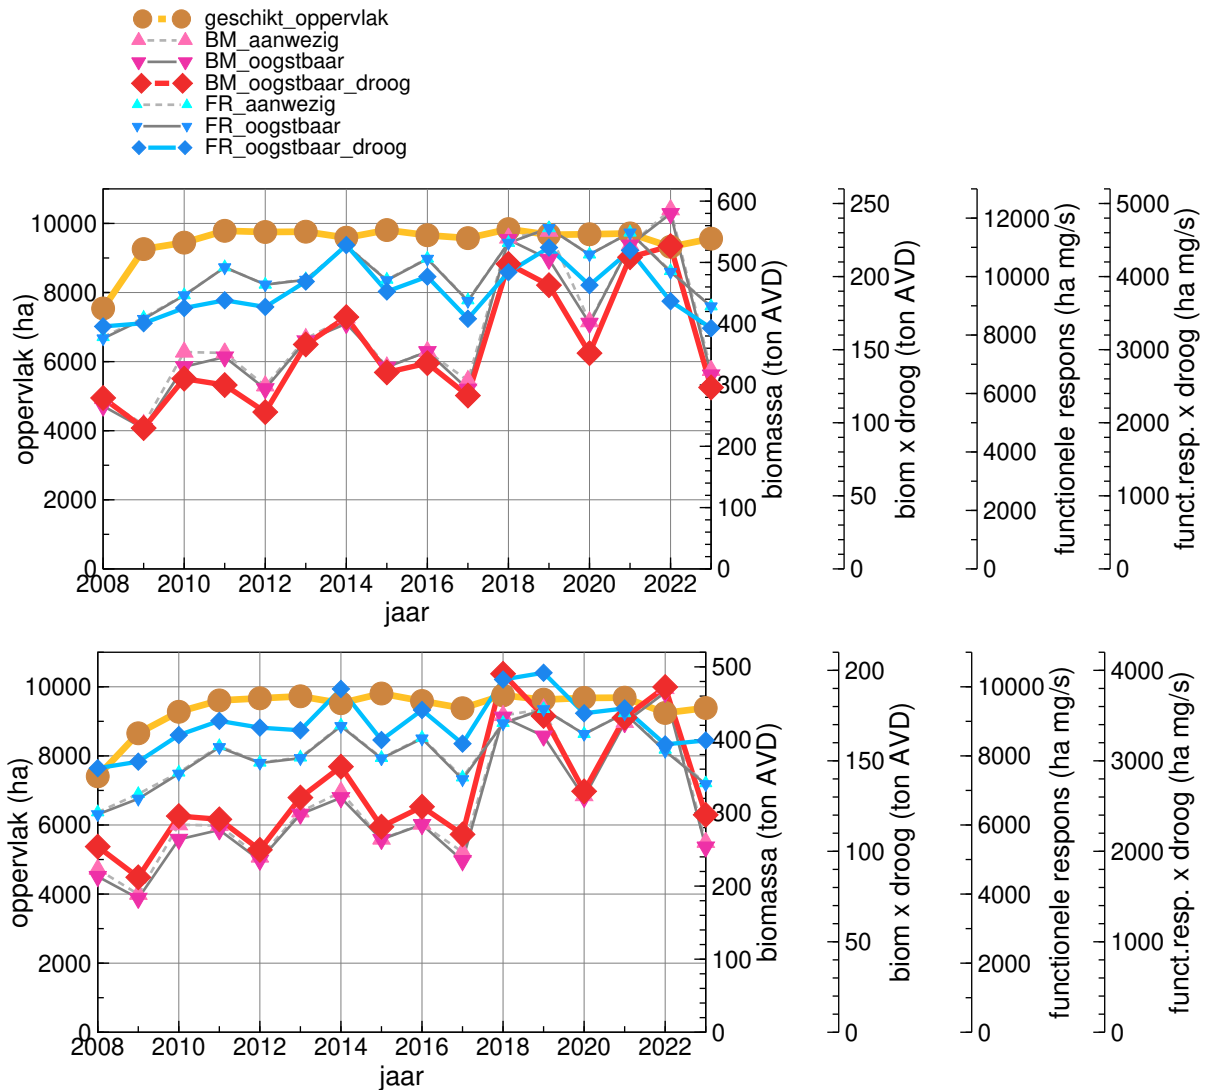 geschikt_oppervlak
BM_aanwezig
BM_oogstbaar
BM_oogstbaar_droog
FR_aanwezig
FR_oogstbaar
FR_oogstbaar_droog
oppervlak (ha)
10000
8000
6000
4000
2000
0
2008 2010 2012 2014 2016 2018 2020 2022
jaar
600
500
400
300
200
100
0
biomassa (ton AVD)
250
200
150
100
50
0
biom x droog (ton AVD)
12000
10000
8000
6000
4000
2000
0
functionele respons (ha mg/s)
5000
4000
3000
2000
1000
0
funct.resp. x droog (ha mg/s)
oppervlak (ha)
10000
8000
6000
4000
2000
0
2008 2010 2012 2014 2016 2018 2020 2022
jaar
500
400
300
200
100
0
biomassa (ton AVD)
200
150
100
50
0
biom x droog (ton AVD)
10000
8000
6000
4000
2000
0
functionele respons (ha mg/s)
4000
3000
2000
1000
0
funct.resp. x droog (ha mg/s)